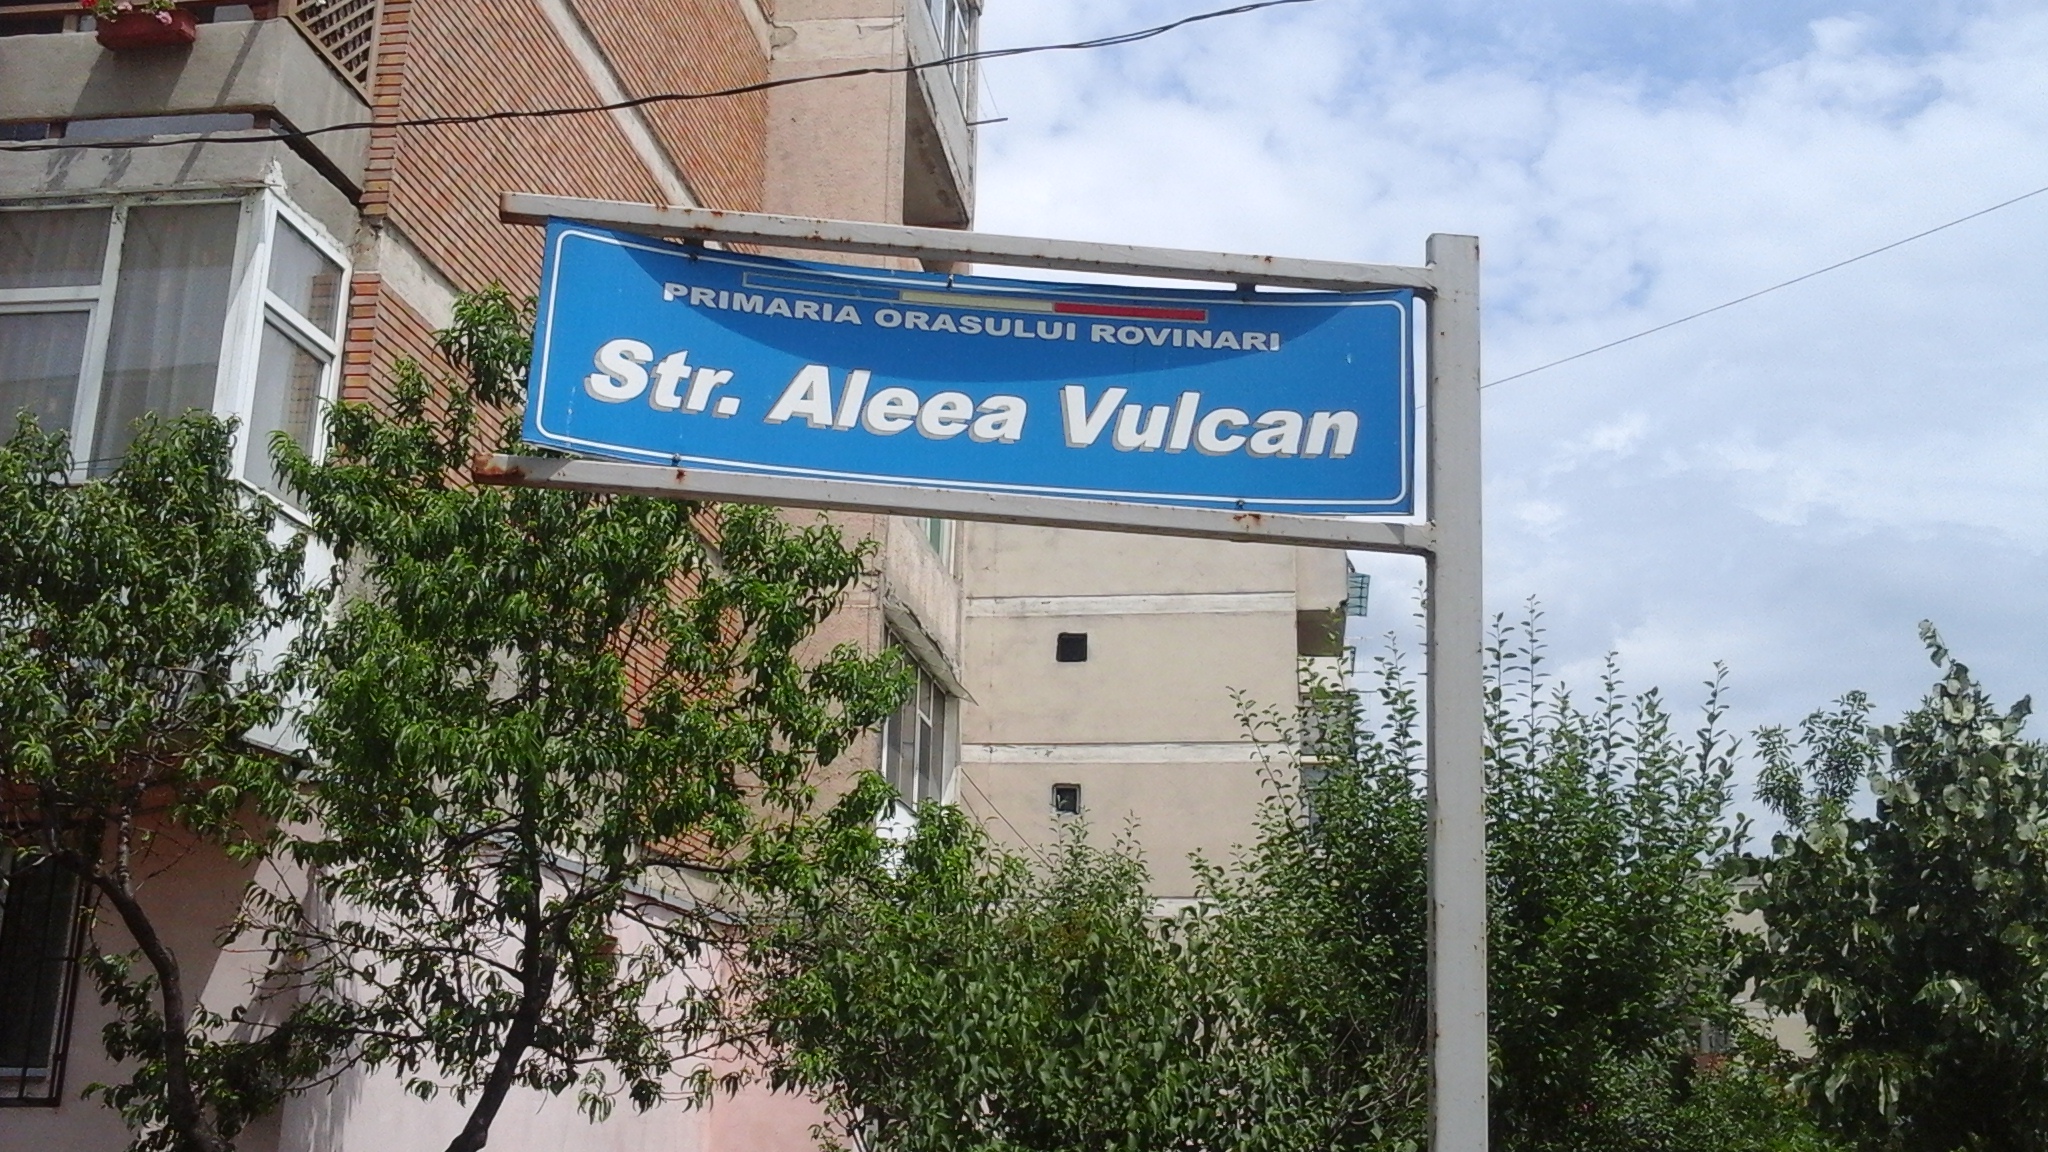 PRIMARIA ORASULUI ROVINARI
Str. Aleea Vulcan